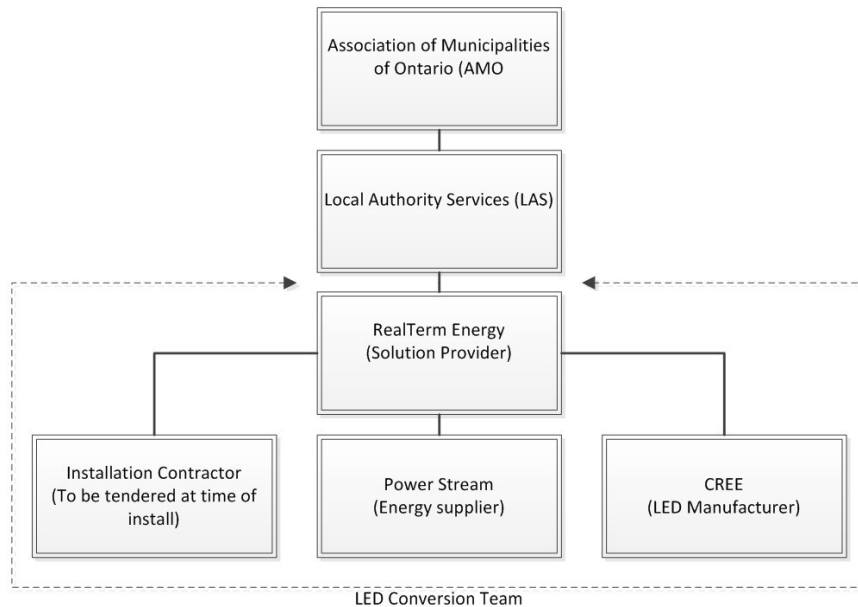 Association of Municipalities
of Ontario (AMO
Local Authority Services (LAS)
RealTerm Energy
(Solution Provider)
Installation Contractor
(To be tendered at time of
install)
Power Stream
(Energy supplier)
CREE
(LED Manufacturer)
LED Conversion Team